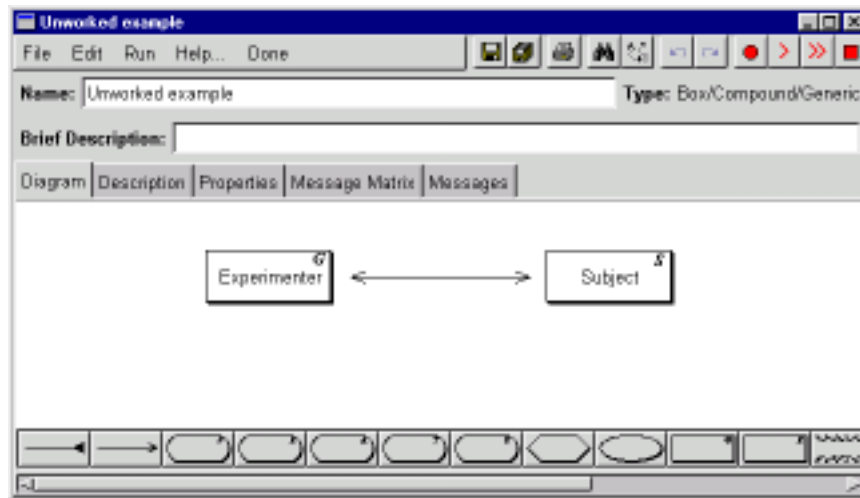 Unworked example
File Edit Run Help... Done
Name: Unworked example Type: Box/Compound/Generic
Brief Description:
Diagram Description Properties Message Matrix Messages
G S
Experimenter Subject